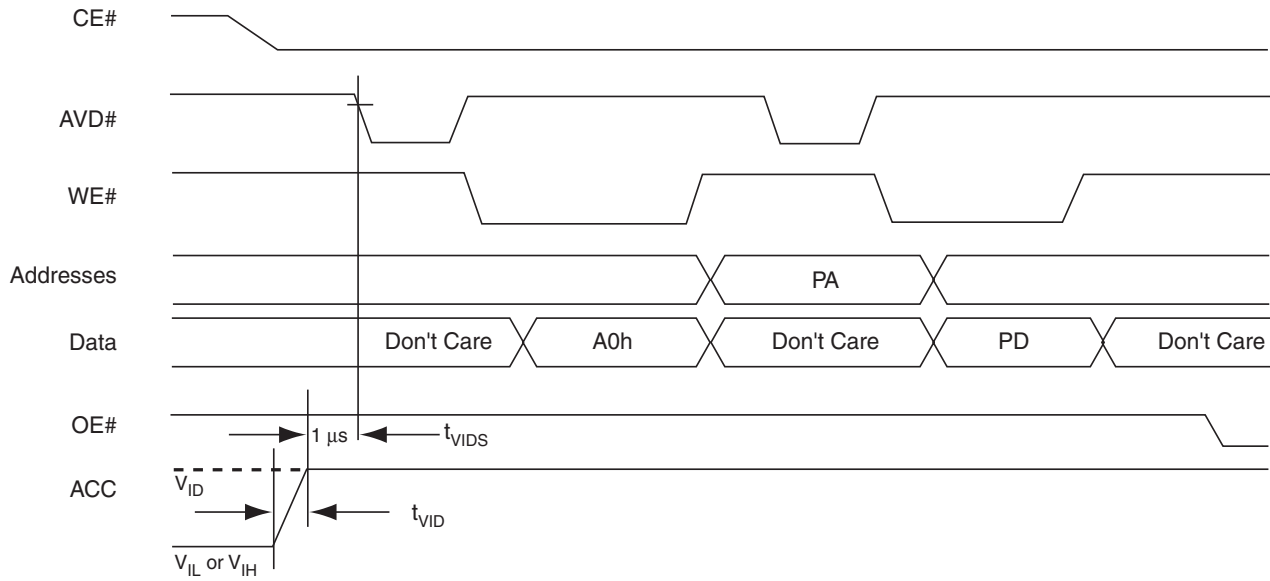 CE#
AVD#
WE#
Addresses
PA
Data
Don't Care
A0h
Don't Care
PD
Don't Care
OE#
1 μs
tVIDS
ACC
VID
tVID
VIL or VIH